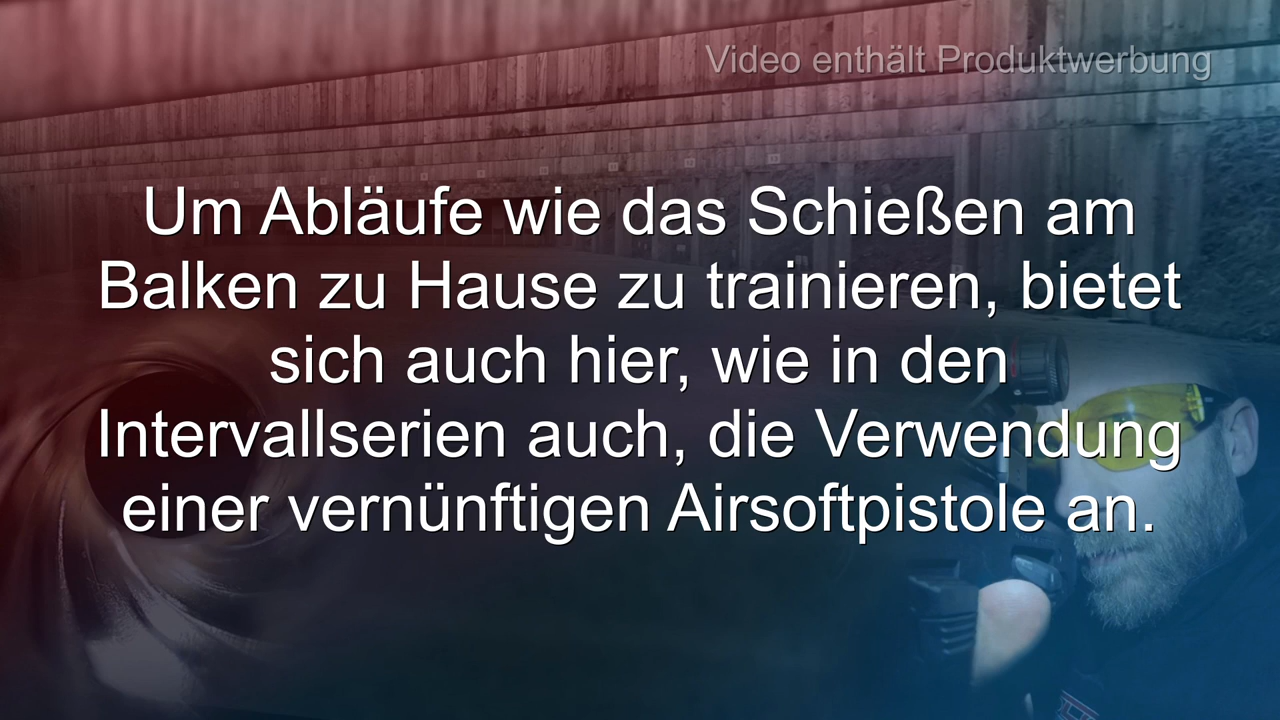 Video enthält Produktwerbung
Um Abläufe wie das Schießen am
Balken zu Hause zu trainieren, bietet
sich auch hier, wie in den
Intervallserien auch, die Verwendung
einer vernünftigen Airsoftpistole an.